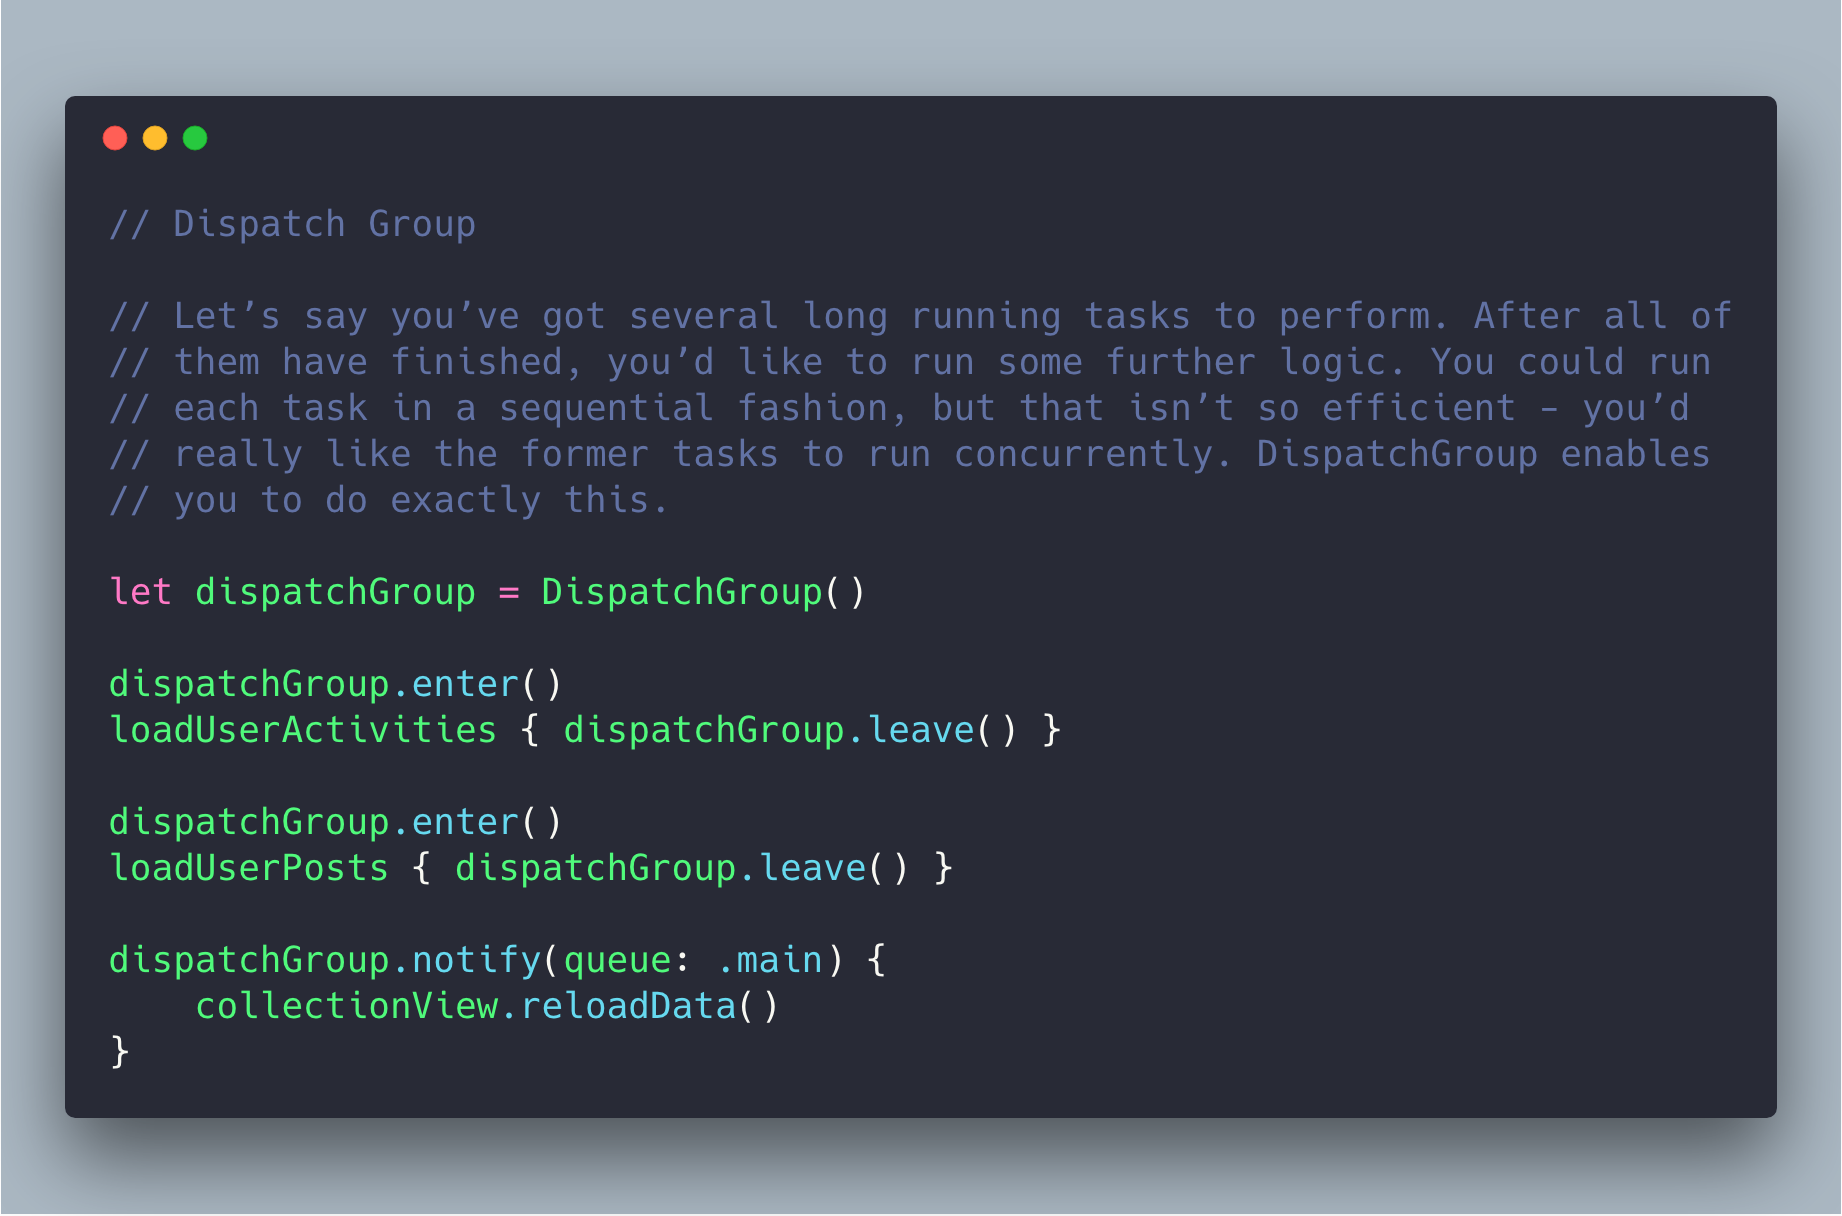 // Dispatch Group
// Let’s say you’ve got several long running tasks to perform. After all of
// them have finished, you’d like to run some further logic. You could run
// each task in a sequential fashion, but that isn’t so efficient – you’d
// really like the former tasks to run concurrently. DispatchGroup enables
// you to do exactly this.
let dispatchGroup = DispatchGroup()
dispatchGroup.enter()
loadUserActivities { dispatchGroup.leave() }
dispatchGroup.enter()
loadUserPosts { dispatchGroup.leave() }
dispatchGroup.notify(queue: .main) {
    collectionView.reloadData()
}